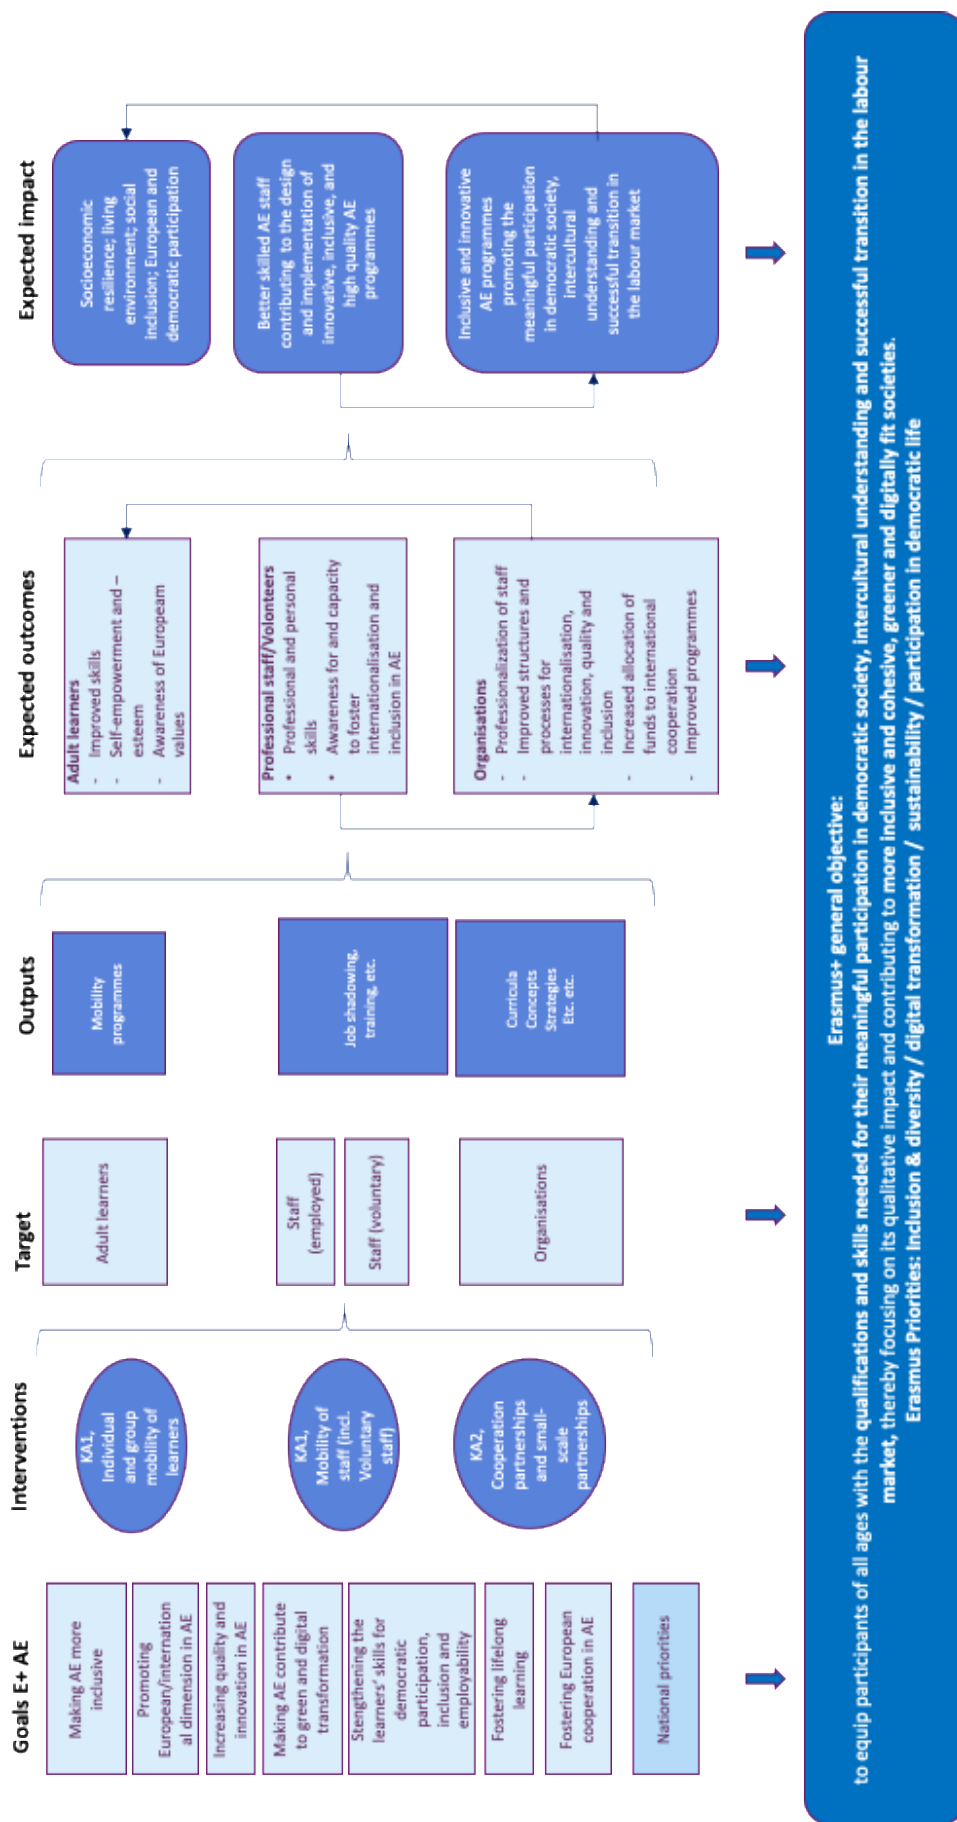 Goals E+ AE
Making AE more
inclusive
Promoting
European/internation
al dimension in AE
Increasing quality and
innovation in AE
Making AE contribute
to green and digital
transformation
Stengthening the
learners' skills for
democratic
participation,
inclusion and
employability
Fostering lifelong
learning
Fostering European
cooperation in AE
National priorities
Interventions
KA1,
Individual
and group
mobility of
learners
KA1,
Mobility of
staff (incl.
Voluntary
staff)
KA2,
Cooperation
partnerships
and small-
scale
partnerships
Target
Adult learners
Staff
(employed)
Staff (voluntary)
Organisations
Outputs
Mobility
programmes
Job shadowing,
training, etc.
Curricula
Concepts
Strategies
Etc. etc.
Expected outcomes
Adult learners
- Improved skills
- Self-empowerment and –
esteem
- Awareness of Europeam
values
Professional staff/Volonteers
• Professional and personal
skills
• Awareness for and capacity
to foster
internationalisation and
inclusion in AE
Organisations
- Professionalization of staff
- Improved structures and
processes for
internationalisation,
innovation, quality and
inclusion
- Increased allocation of
funds to international
cooperation
- Improved programmes
Expected impact
Socioeconomic
resilience; living
environment; social
inclusion; European and
democratic participation
Better skilled AE staff
contributing to the design
and implementation of
innovative, inclusive, and
high quality AE
programmes
Inclusive and innovative
AE programmes
promoting the
meaningful participation
in democratic society,
intercultural
understanding and
successful transition in
the labour market
Erasmus+ general objective:
to equip participants of all ages with the qualifications and skills needed for their meaningful participation in democratic society, intercultural understanding and successful transition in the labour
market, thereby focusing on its qualitative impact and contributing to more inclusive and cohesive, greener and digitally fit societies.
Erasmus Priorities: Inclusion & diversity / digital transformation / sustainability / participation in democratic life